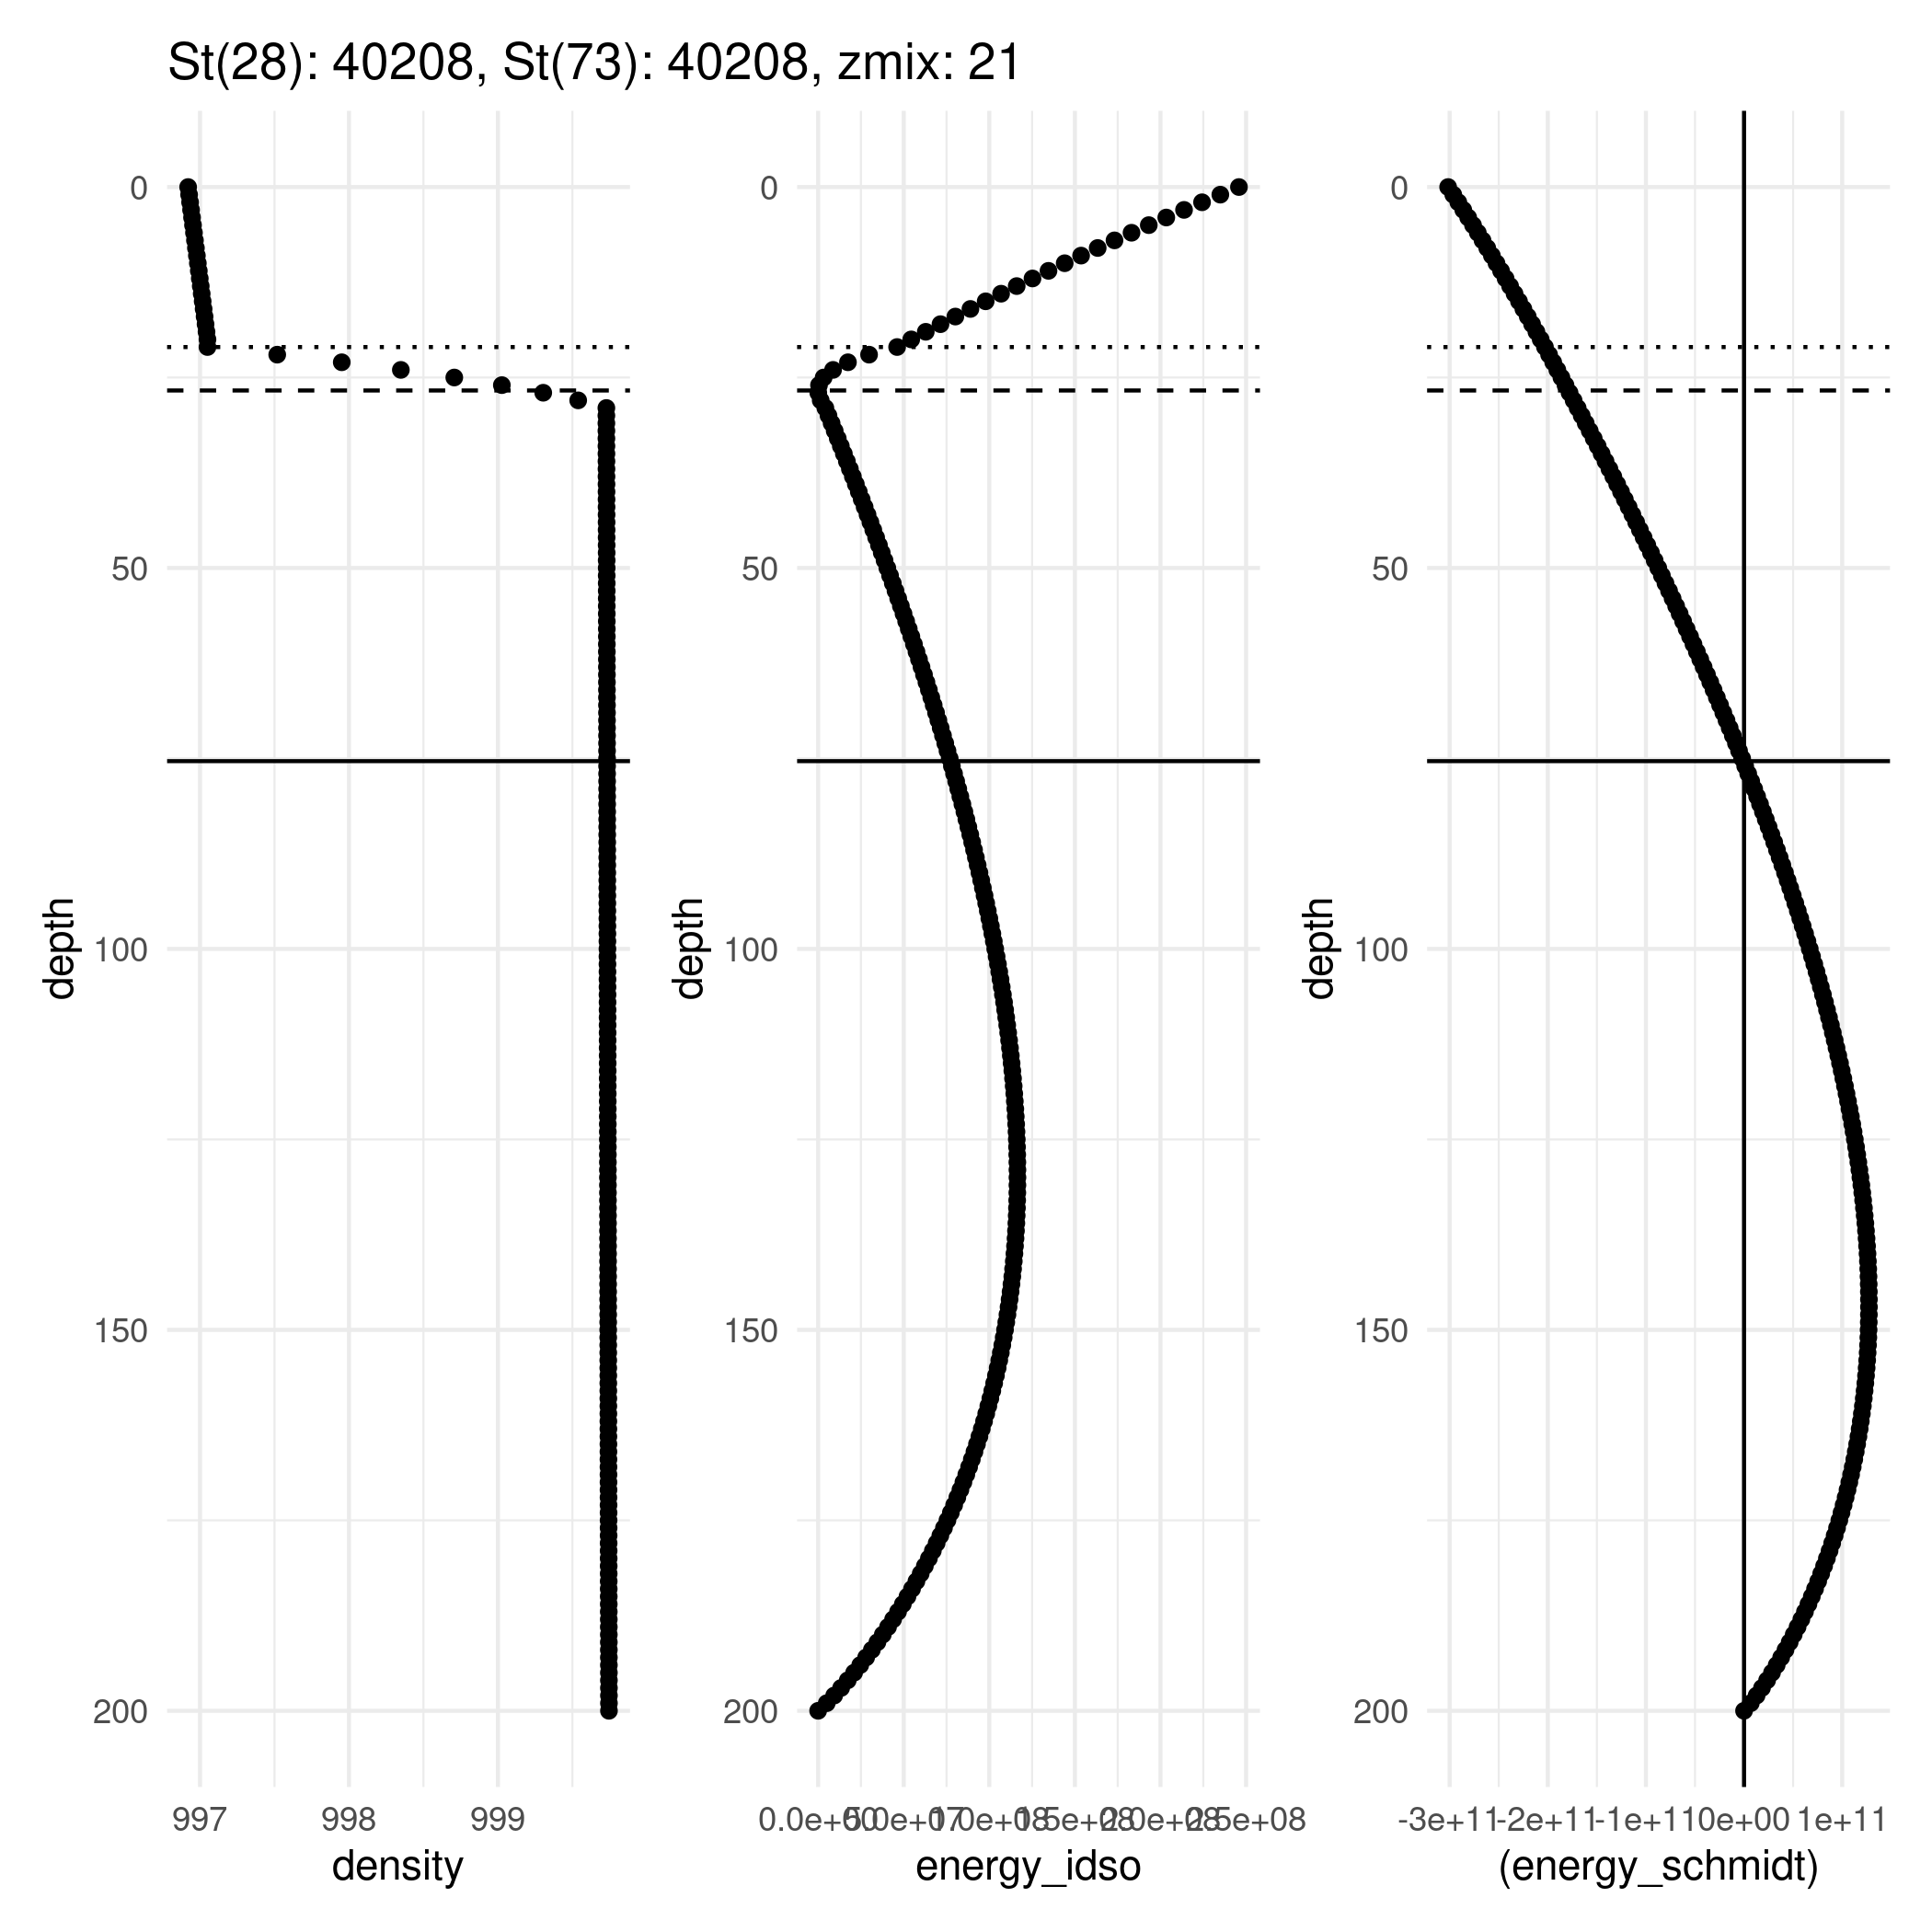 St(28): 40208, St(73): 40208, zmix: 21
0
50
100
150
200
depth
997 998 999
density
0
50
100
150
200
depth
0.0e+00 5.0e+07 1.0e+08 1.5e+08 2.0e+08 2.5e+08
energy_idso
0
50
100
150
200
depth
-3e+11 -2e+11 -1e+11 0e+00 1e+11
(energy_schmidt)